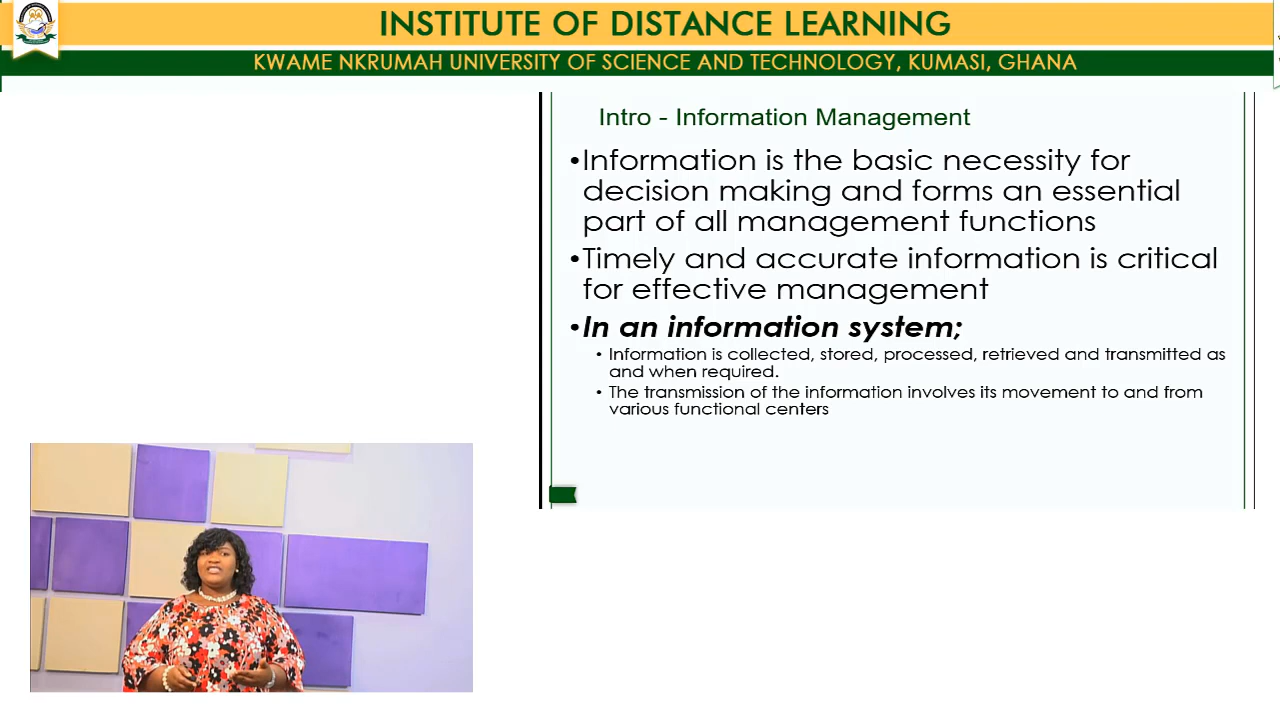 INSTITUTE OF DISTANCE LEARNING
KWAME NKRUMAH UNIVERSITY OF SCIENCE AND TECHNOLOGY, KUMASI, GHANA
Intro - Information Management
•Information is the basic necessity for
decision making and forms an essential
part of all management functions
•Timely and accurate information is critical
for effective management
•In an information system;
• Information is collected, stored, processed, retrieved and transmitted as
and when required.
• The transmission of the information involves its movement to and from
various functional centers